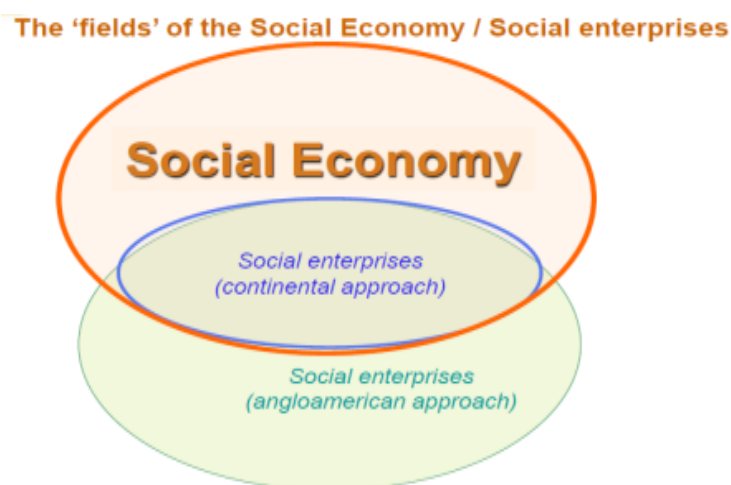 The ‘fields’ of the Social Economy / Social enterprises
Social Economy
Social enterprises
(continental approach)
Social enterprises
(angloamerican approach)